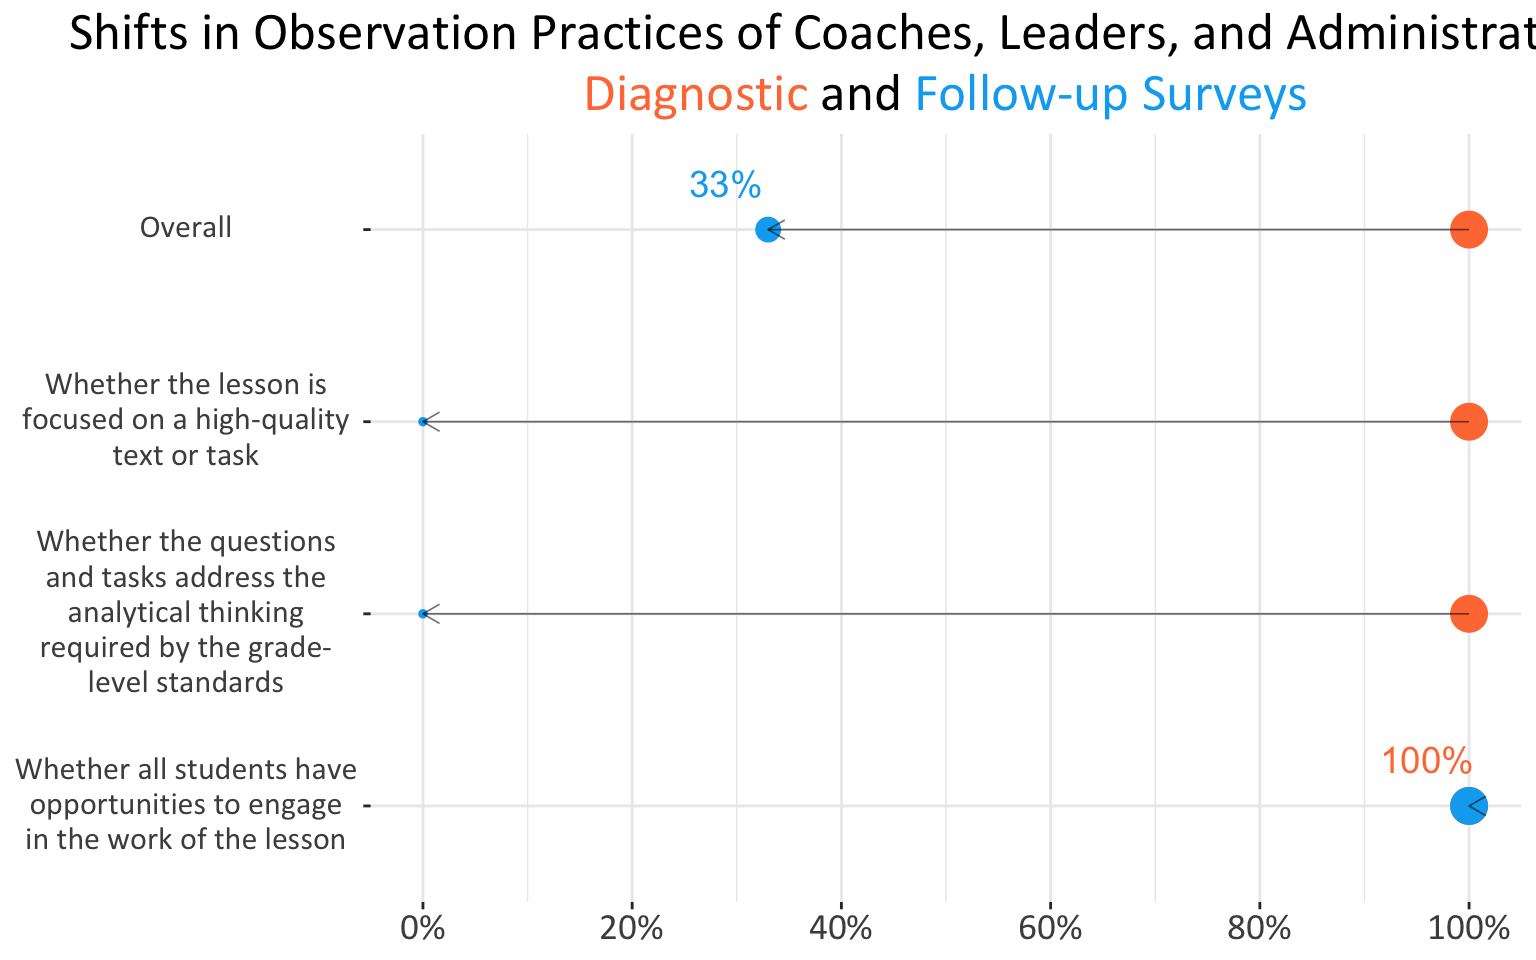 Shifts in Observation Practices of Coaches, Leaders, and Administrat
Diagnostic and Follow-up Surveys
33%
Overall
Whether the lesson is
focused on a high-quality
text or task
Whether the questions
and tasks address the
analytical thinking
required by the grade-
level standards
100%
Whether all students have
opportunities to engage
in the work of the lesson
0% 20% 40% 60% 80% 100%